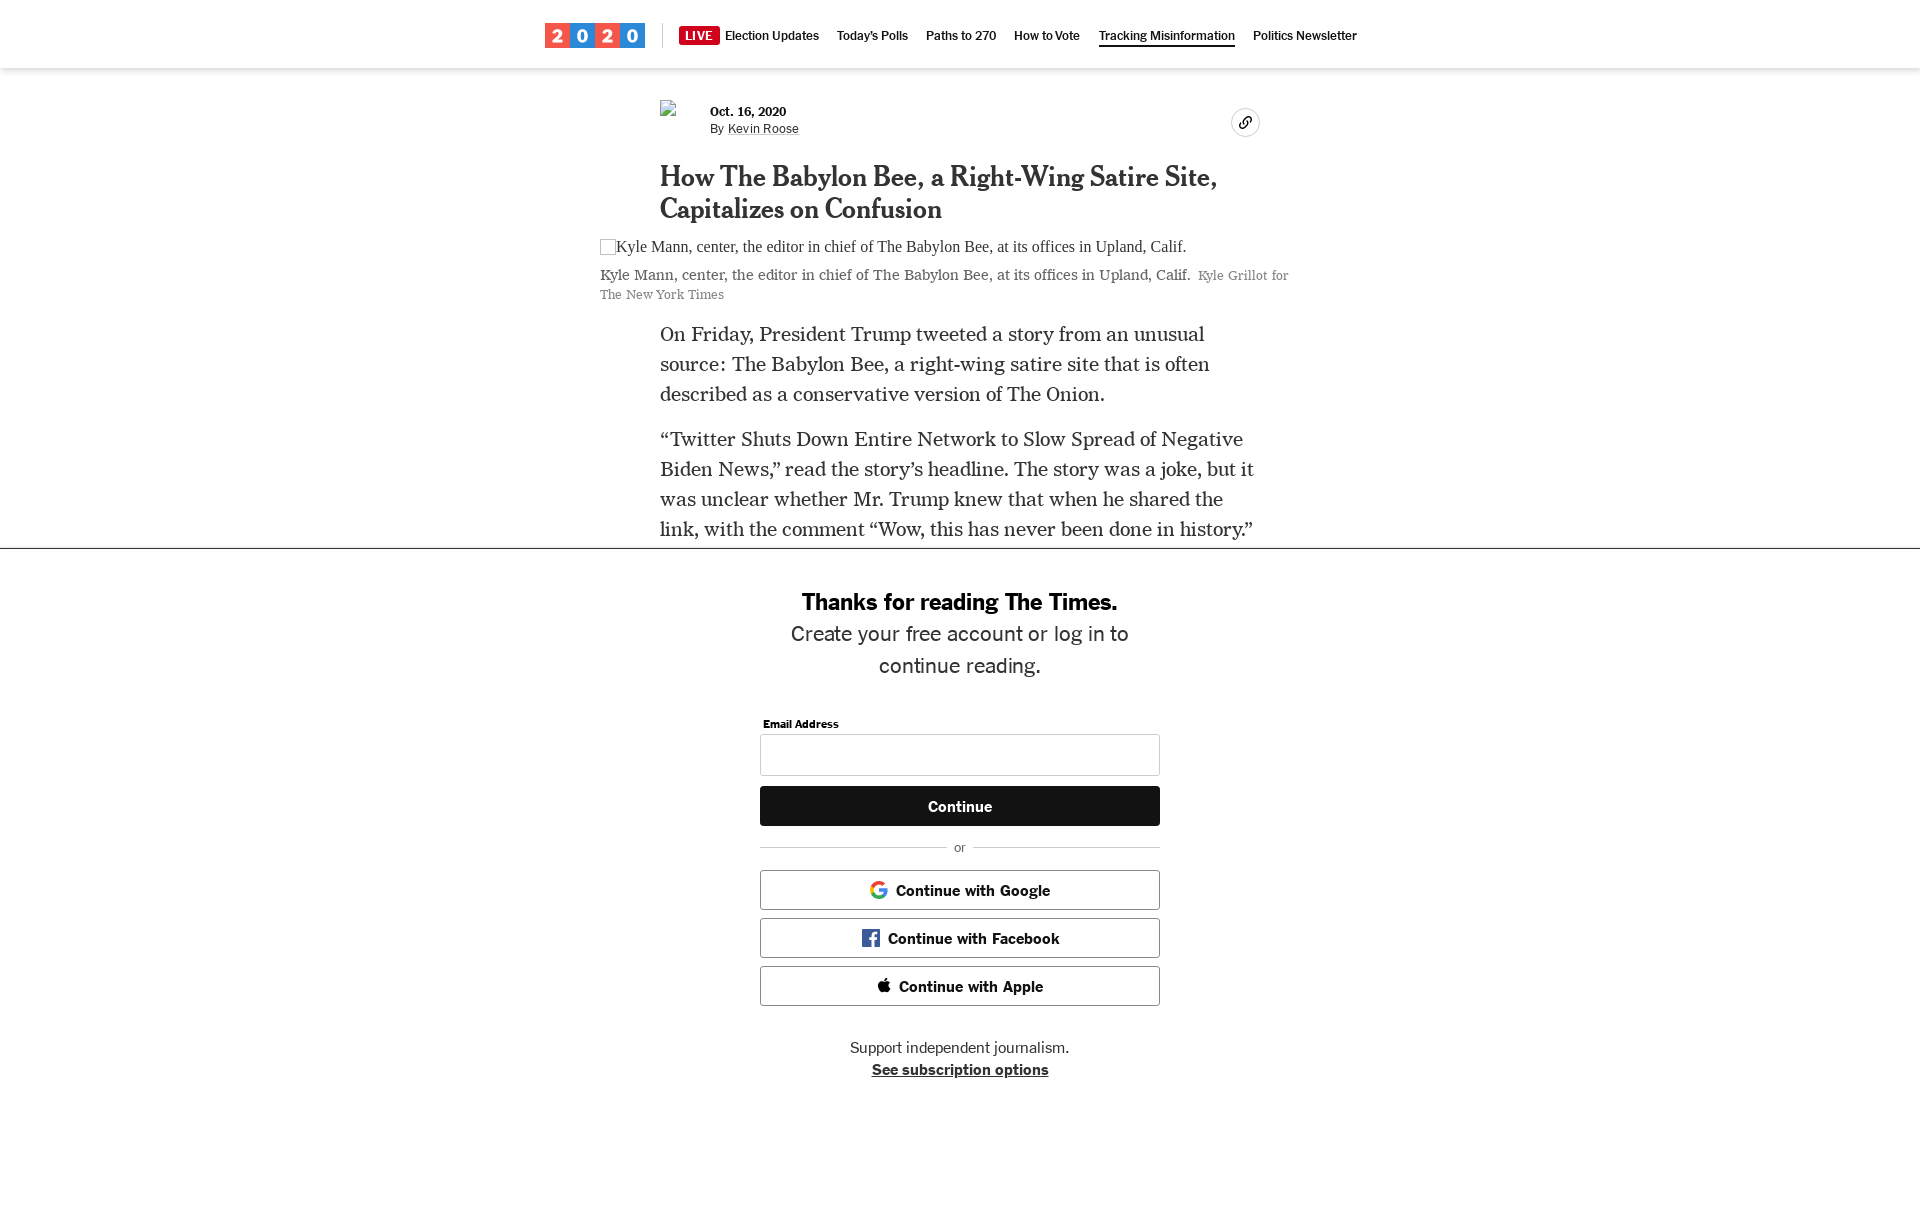 2020
LIVE Election Updates Today's Polls Paths to 270 How to Vote Tracking Misinformation Politics Newsletter
Oct. 16, 2020
By Kevin Roose
How The Babylon Bee, a Right-Wing Satire Site,
Capitalizes on Confusion
Kyle Mann, center, the editor in chief of The Babylon Bee, at its offices in Upland, Calif.
Kyle Mann, center, the editor in chief of The Babylon Bee, at its offices in Upland, Calif. Kyle Grillot for
The New York Times
On Friday, President Trump tweeted a story from an unusual
source: The Babylon Bee, a right-wing satire site that is often
described as a conservative version of The Onion.
“Twitter Shuts Down Entire Network to Slow Spread of Negative
Biden News,” read the story’s headline. The story was a joke, but it
was unclear whether Mr. Trump knew that when he shared the
link, with the comment “Wow, this has never been done in history.”
Thanks for reading The Times.
Create your free account or log in to
continue reading.
Email Address
Continue
or
Continue with Google
Continue with Facebook
Continue with Apple
Support independent journalism.
See subscription options